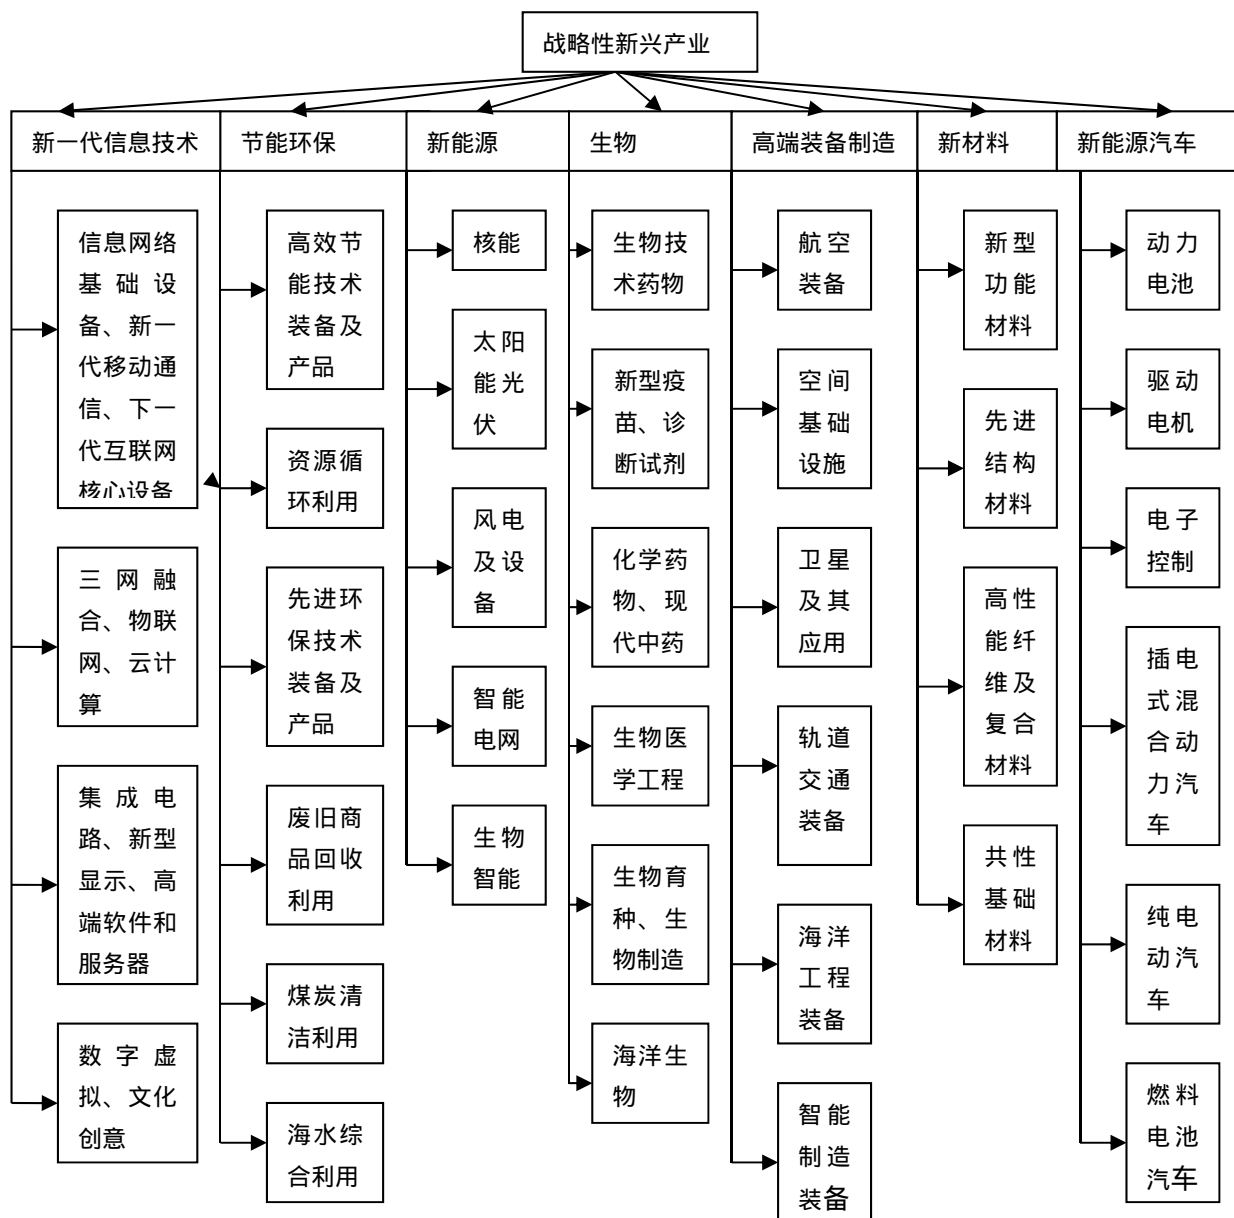 战略性新兴产业
新一代信息技术
节能环保
新能源
生物
高端装备制造
新材料
新能源汽车
信息网络
基础设
备、新一
代移动通
信、下一
代互联网
核心设备
三网融
合、物联
网、云计
算
集成电
路、新型
显示、高
端软件和
服务器
数字虚
拟、文化
创意
高效节
能技术
装备及
产品
资源循
环利用
先进环
保技术
装备及
产品
废旧商
品回收
利用
煤炭清
洁利用
海水综
合利用
核能
太阳
能光
伏
风电
及设
备
智能
电网
生物
智能
生物技
术药物
新型疫
苗、诊
断试剂
化学药
物、现
代中药
生物医
学工程
生物育
种、生
物制造
海洋生
物
航空
装备
空间
基础
设施
卫星
及其
应用
轨道
交通
装备
海洋
工程
装备
智能
制造
装备
新型
功能
材料
先进
结构
材料
高性
能纤
维及
复合
材料
共性
基础
材料
动力
电池
驱动
电机
电子
控制
插电
式混
合动
力汽
车
纯电
动汽
车
燃料
电池
汽车